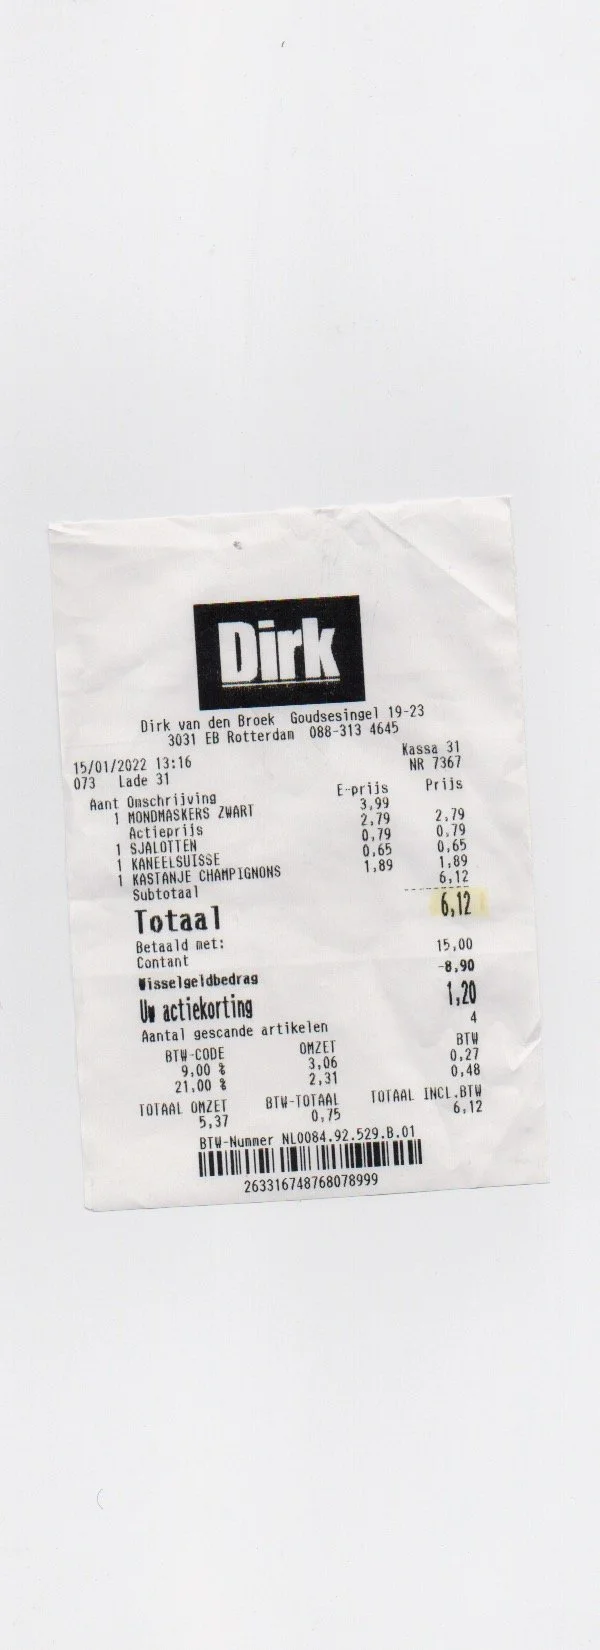 Dirk
Dirk van den Broek Goudsesingel 19-23
3031 EB Rotterdam 088-313 4645
15/01/2022 13:16 Kassa 31
073 Lade 31 NR 7367
Aant Omschrijving E-prijs Prijs
1 MONDMASKERS ZWART 3,99
Actieprijs 2,79 2,79
1 SJALOTTEN 0,79 0,79
1 KANEELSUISSE 0,65 0,65
1 KASTANJE CHAMPIGNONS 1,89 1,89
Subtotaal 6,12
Totaal 6,12
Betaald met:
Contant 15,00
Wisselgeldbedrag -8,90
Uw actiekorting 1,20
Aantal gescande artikelen 4
BTW-CODE OMZET BTW
9,00 % 3,06 0,27
21,00 % 2,31 0,48
TOTAAL OMZET BTW-TOTAAL TOTAAL INCL.BTW
5,37 0,75 6,12
BTW-Nummer NL0084.92.529.B.01
263316748768078999